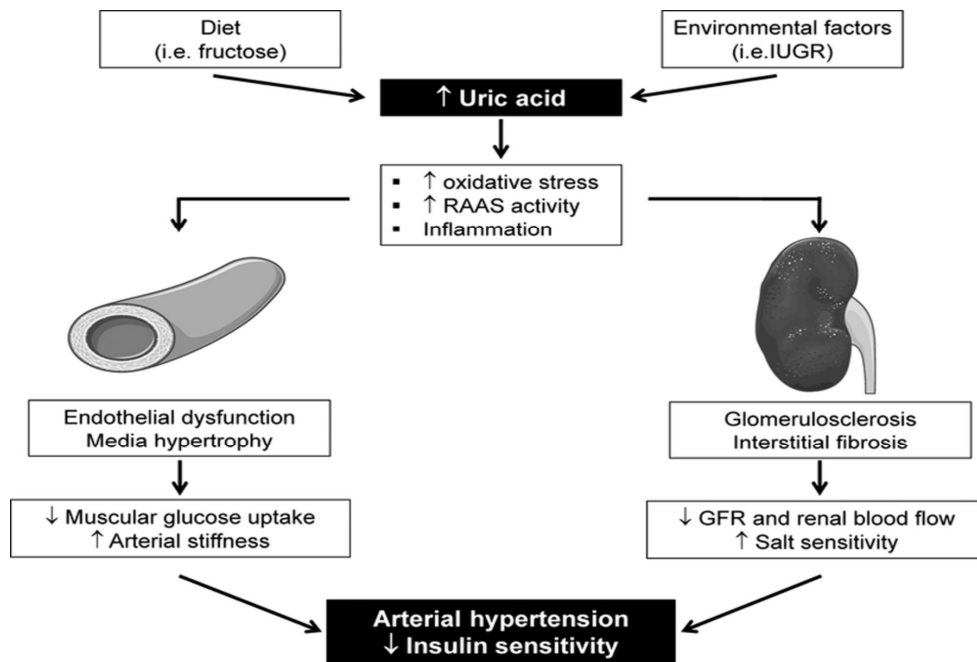 Diet
(i.e. fructose)
Environmental factors
(i.e.IUGR)
↑ Uric acid
▪ ↑ oxidative stress
▪ ↑ RAAS activity
▪ Inflammation
Endothelial dysfunction
Media hypertrophy
Glomerulosclerosis
Interstitial fibrosis
↓ Muscular glucose uptake
↑ Arterial stiffness
↓ GFR and renal blood flow
↑ Salt sensitivity
Arterial hypertension
↓ Insulin sensitivity